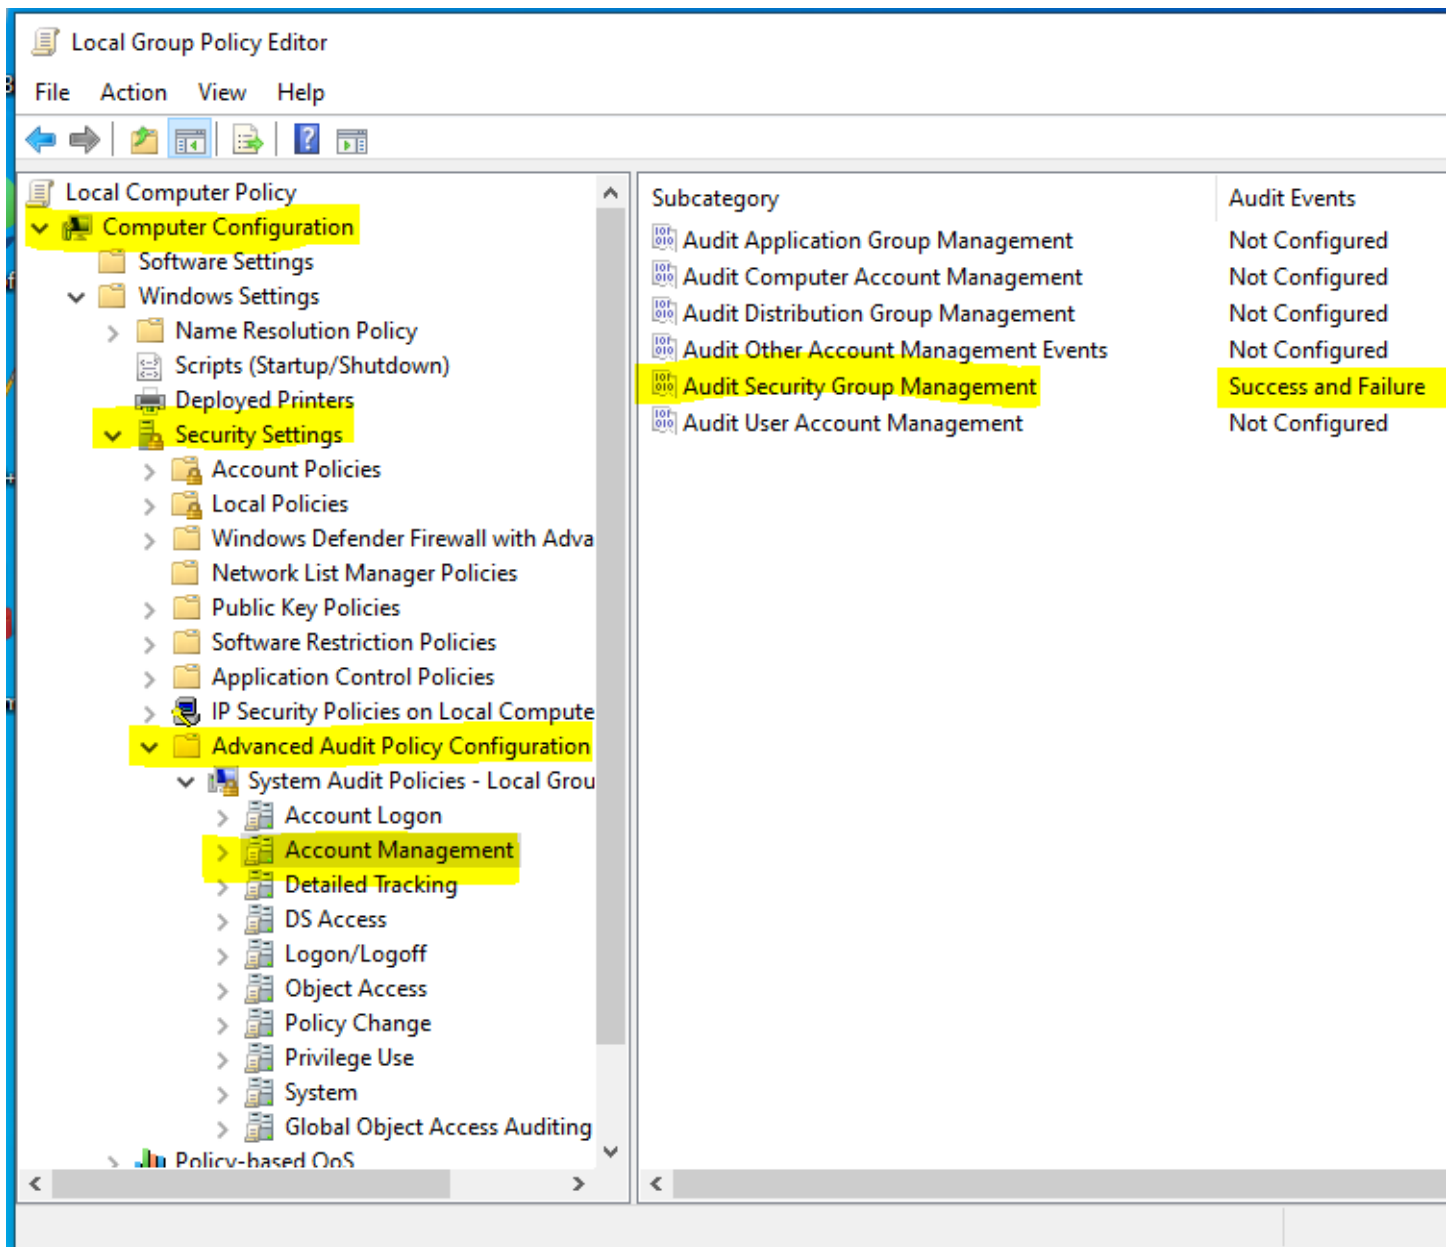 Local Group Policy Editor
File Action View Help
Local Computer Policy
Computer Configuration
Software Settings
Windows Settings
Name Resolution Policy
Scripts (Startup/Shutdown)
Deployed Printers
Security Settings
Account Policies
Local Policies
Windows Defender Firewall with Adva
Network List Manager Policies
Public Key Policies
Software Restriction Policies
Application Control Policies
IP Security Policies on Local Compute
Advanced Audit Policy Configuration
System Audit Policies - Local Grou
Account Logon
Account Management
Detailed Tracking
DS Access
Logon/Logoff
Object Access
Policy Change
Privilege Use
System
Global Object Access Auditing
Policy-based QoS
Subcategory Audit Events
Audit Application Group Management Not Configured
Audit Computer Account Management Not Configured
Audit Distribution Group Management Not Configured
Audit Other Account Management Events Not Configured
Audit Security Group Management Success and Failure
Audit User Account Management Not Configured